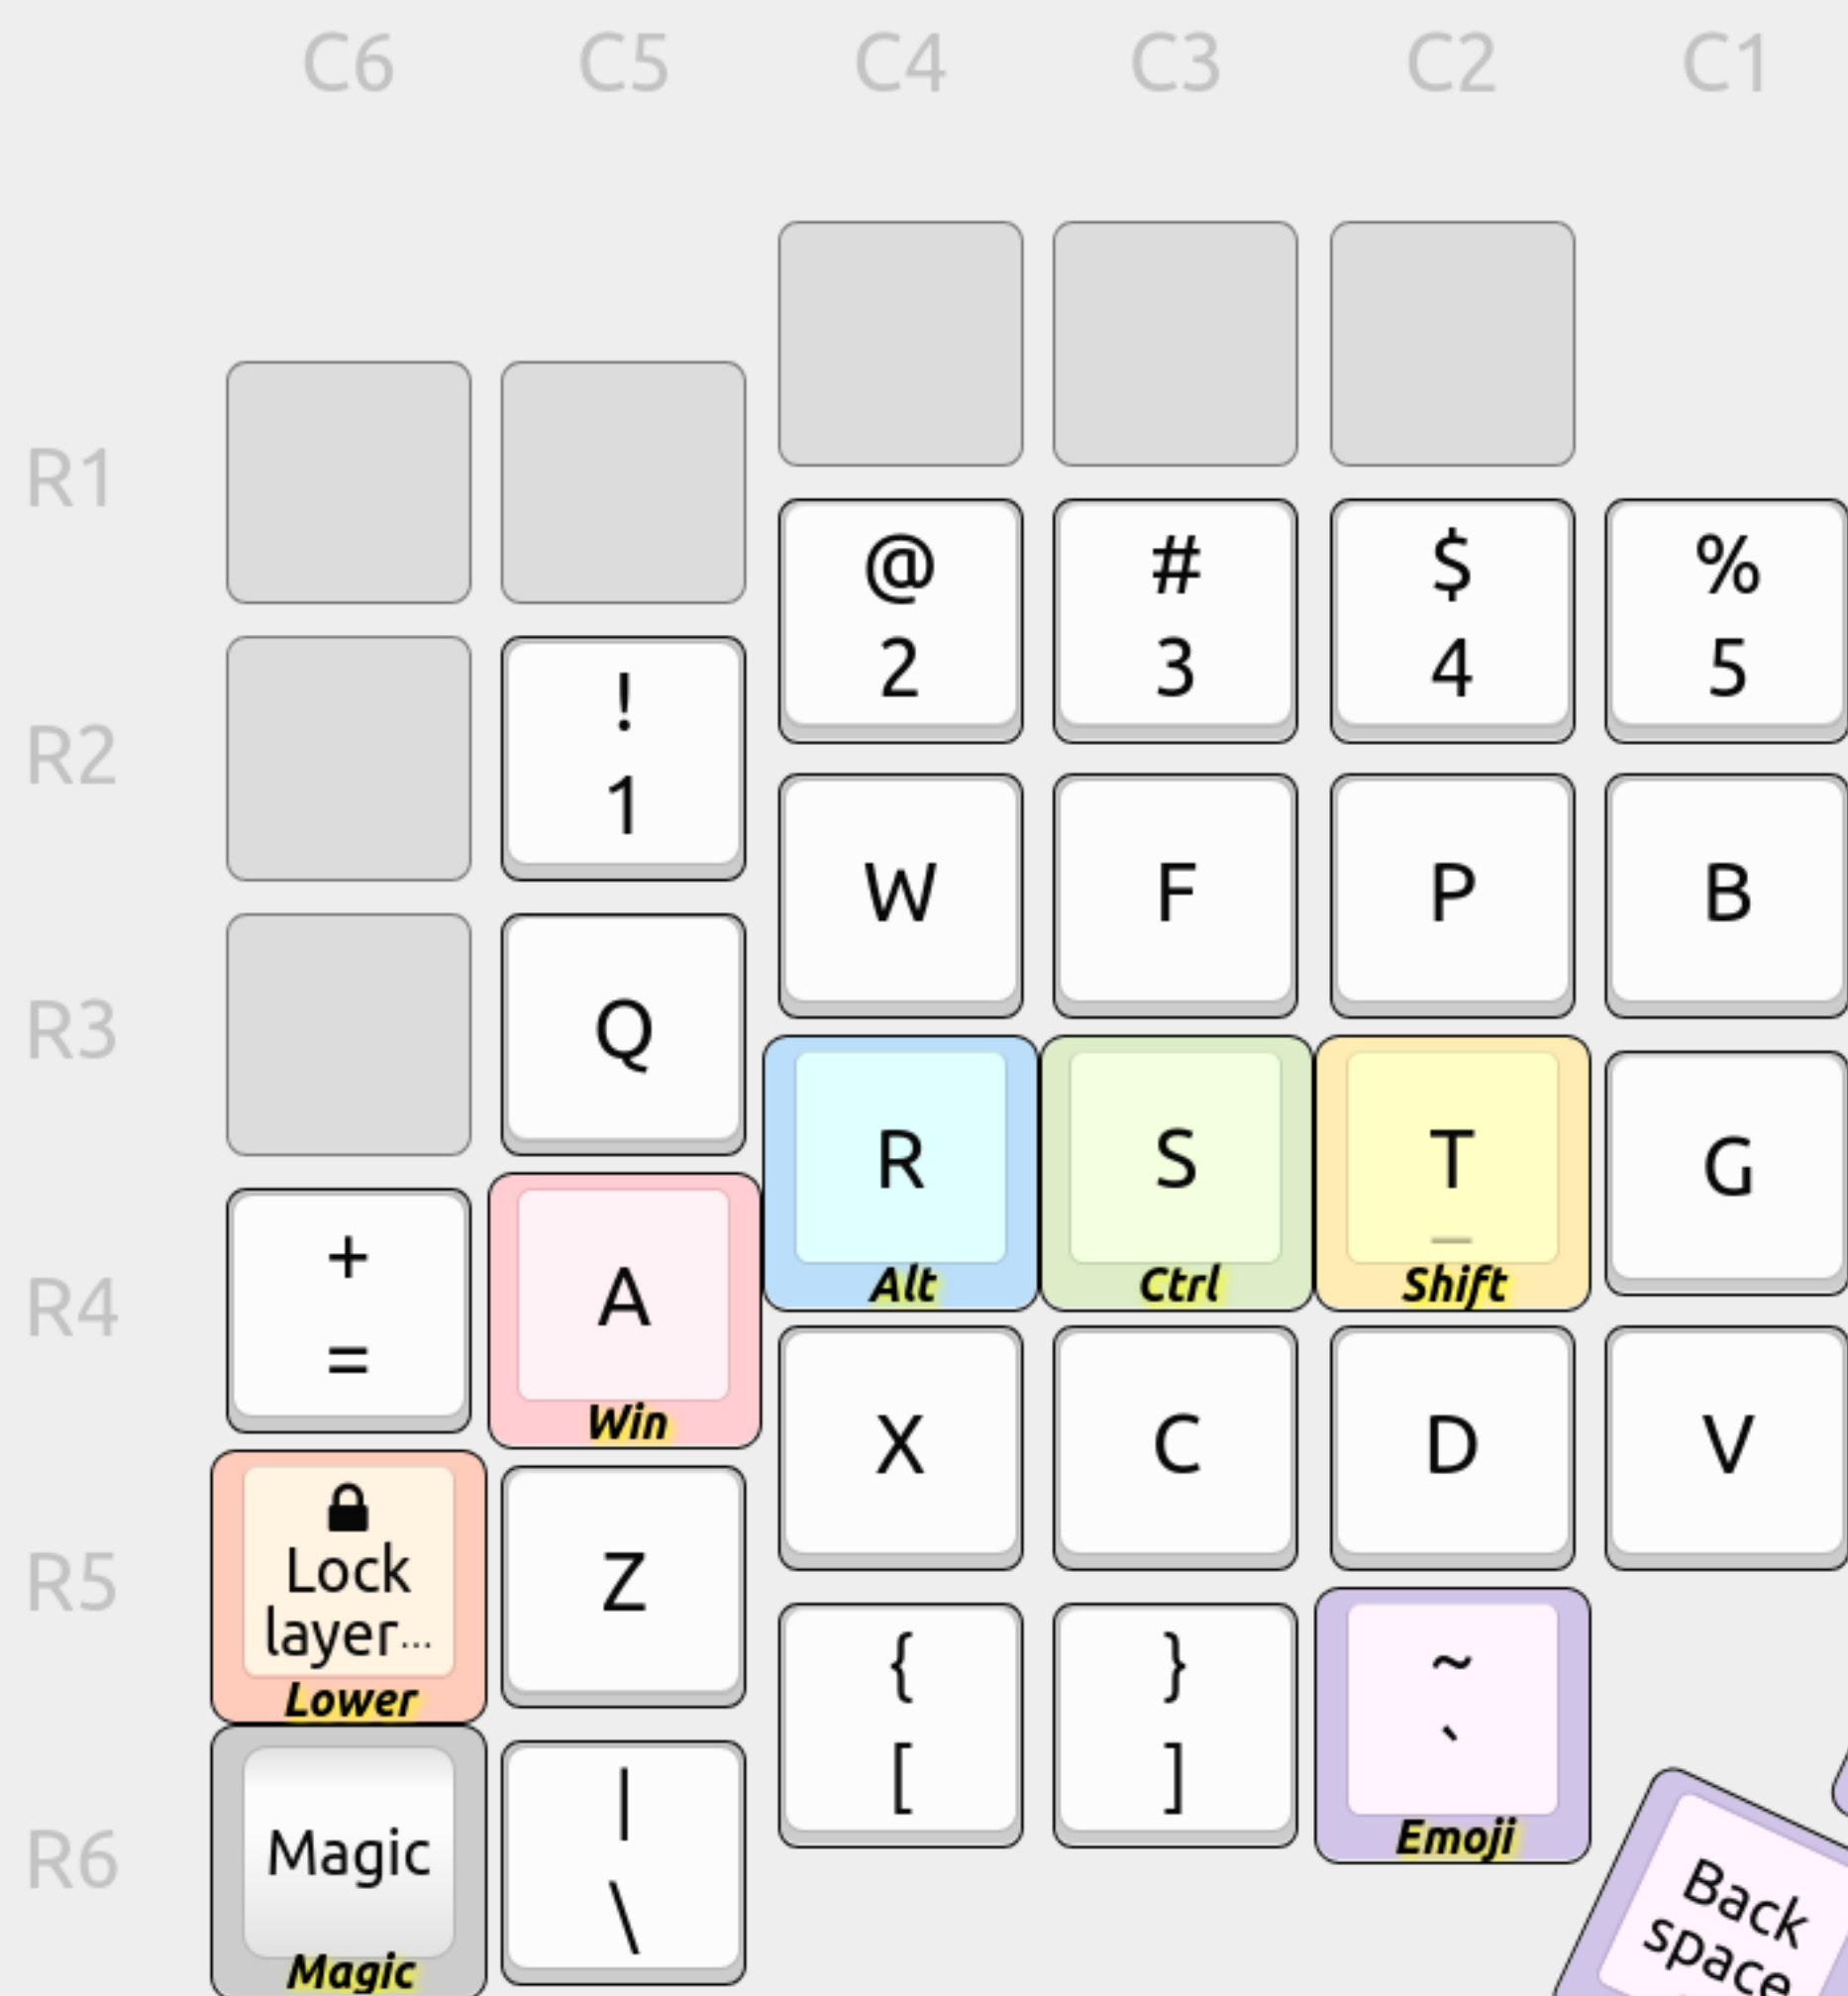 C6 C5 C4 C3 C2 C1
R1
@ # $ %
2 3 4 5
R2
!
1
W F P B
R3
Q
R S T G
_
Alt Ctrl Shift
R4
+
=
A
Win
X C D V
R5
Lock
layer...
Lower
Z
{ } ~
[ ] `
Emoji
R6
Magic
Magic
|
\
Back
space